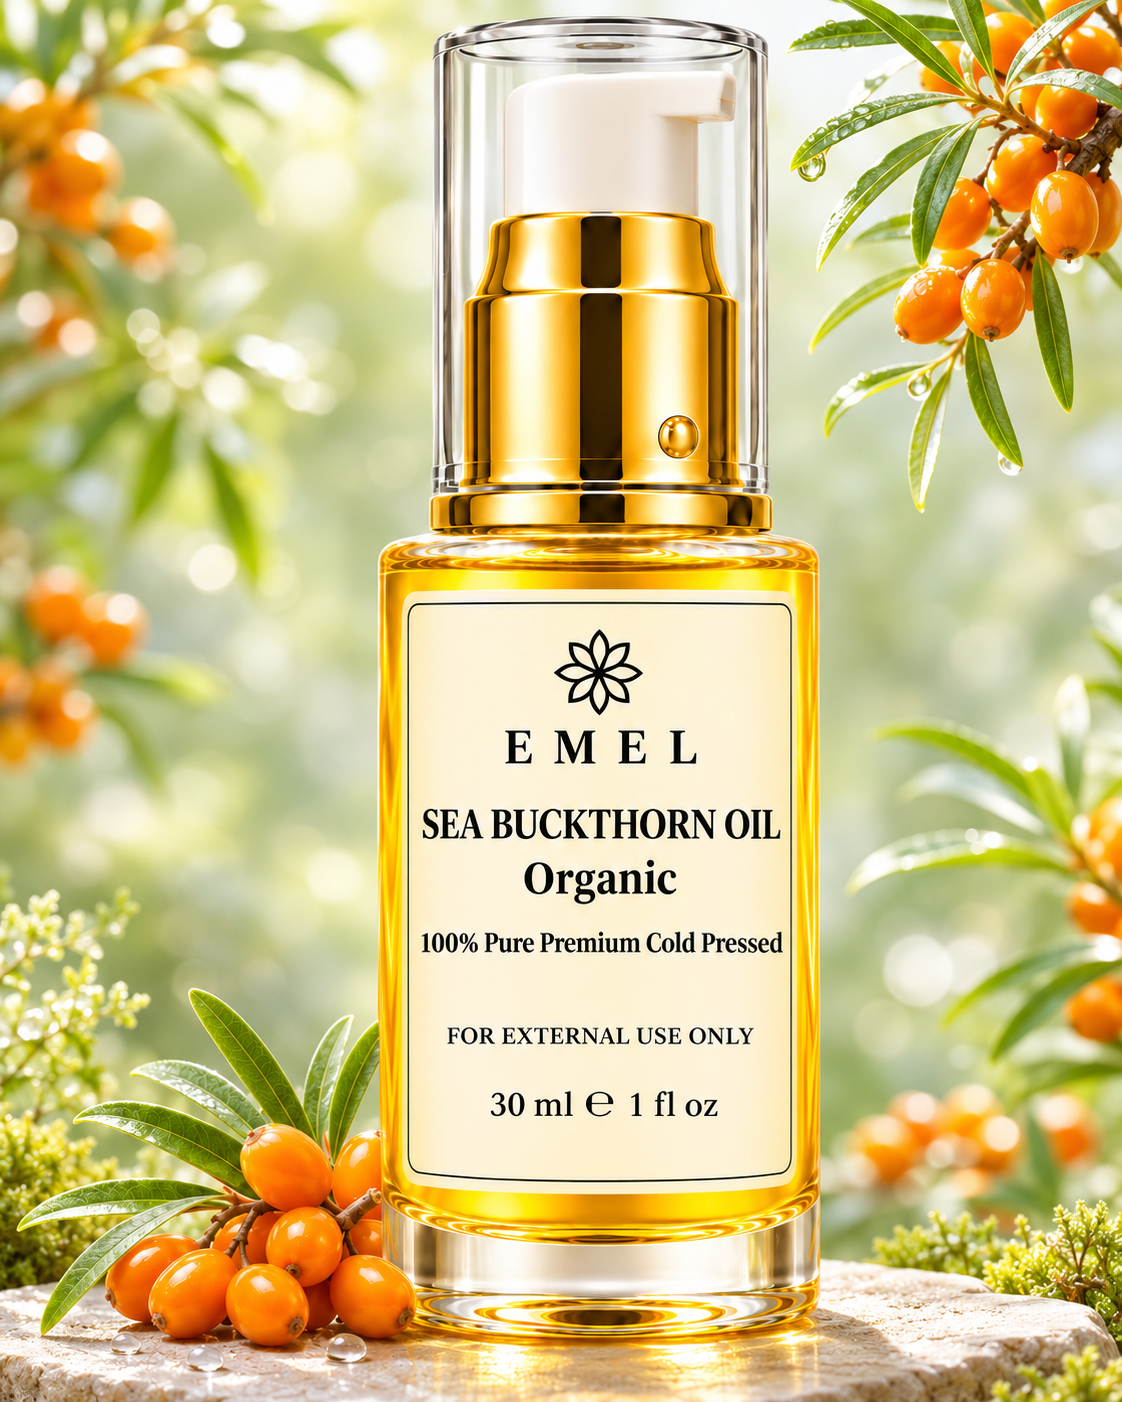 EMEL
SEA BUCKTHORN OIL
Organic
100% Pure Premium Cold Pressed
FOR EXTERNAL USE ONLY
30 ml ℮ 1 fl oz